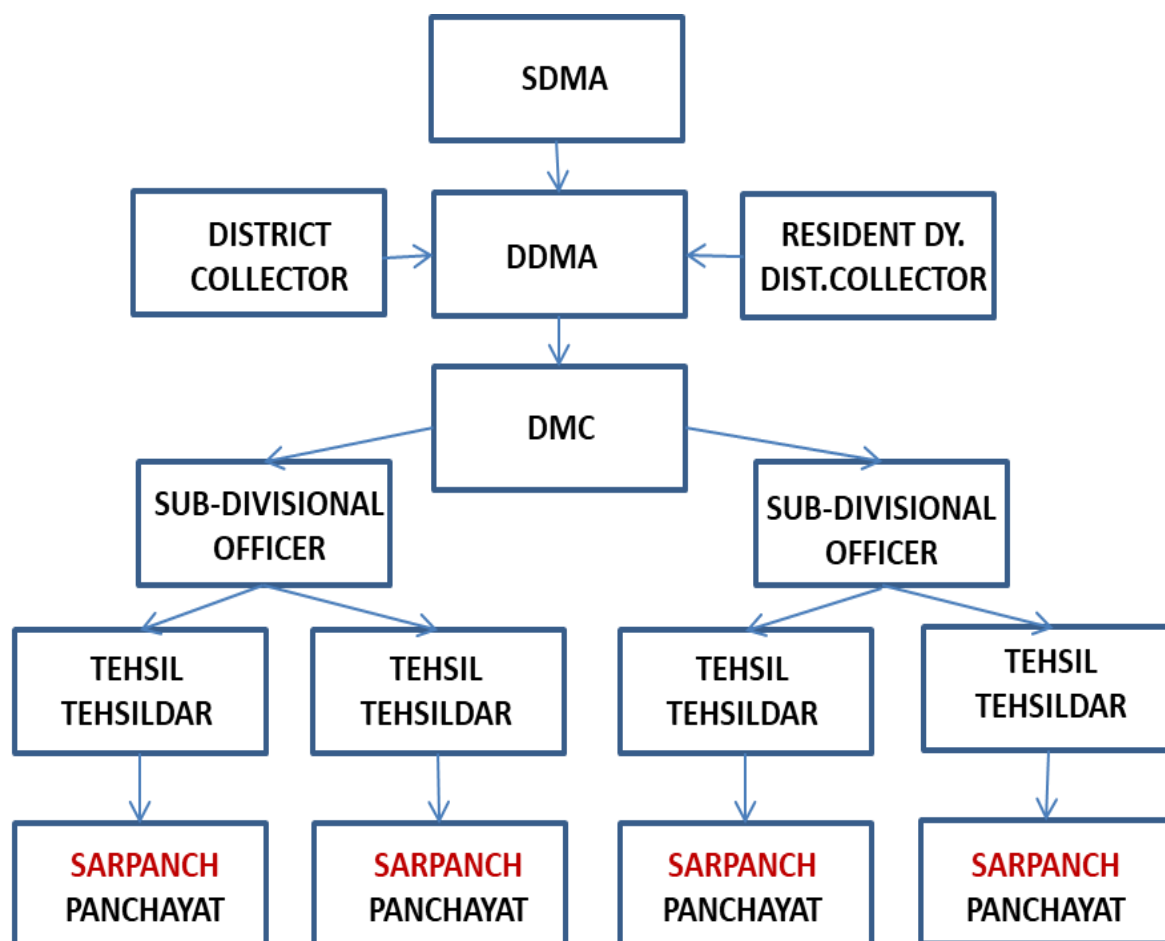 SDMA
DISTRICT
COLLECTOR
DDMA
RESIDENT DY.
DIST.COLLECTOR
DMC
SUB-DIVISIONAL
OFFICER
SUB-DIVISIONAL
OFFICER
TEHSIL
TEHSILDAR
TEHSIL
TEHSILDAR
TEHSIL
TEHSILDAR
TEHSIL
TEHSILDAR
SARPANCH
PANCHAYAT
SARPANCH
PANCHAYAT
SARPANCH
PANCHAYAT
SARPANCH
PANCHAYAT